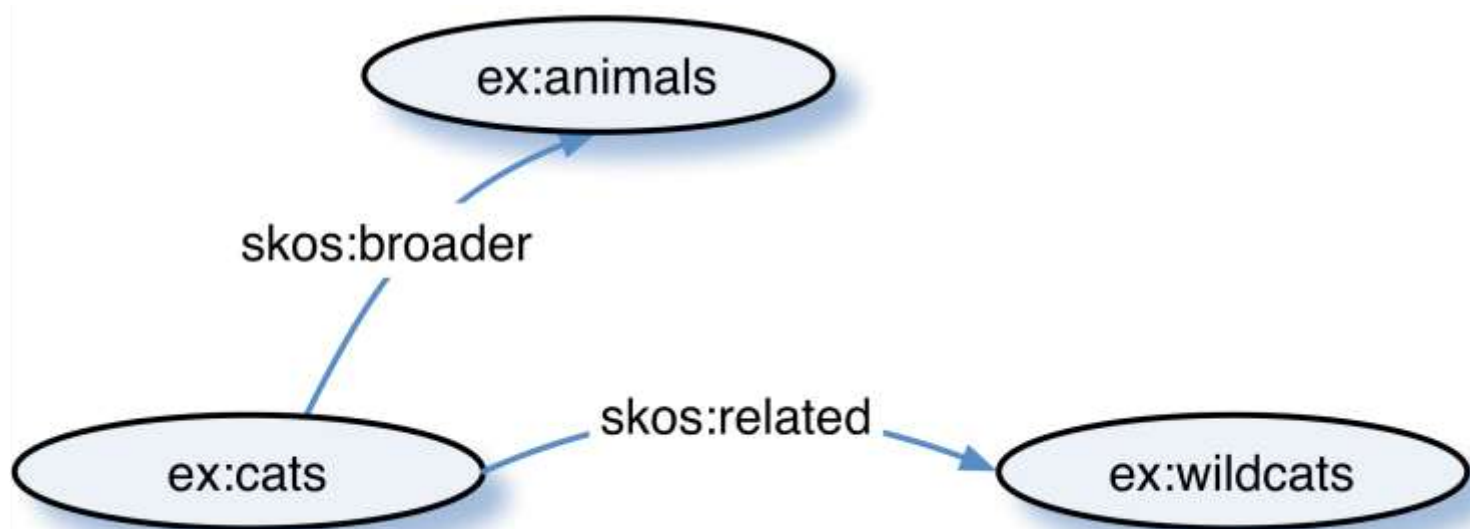 ex:animals
skos:broader
skos:related
ex:cats
ex:wildcats